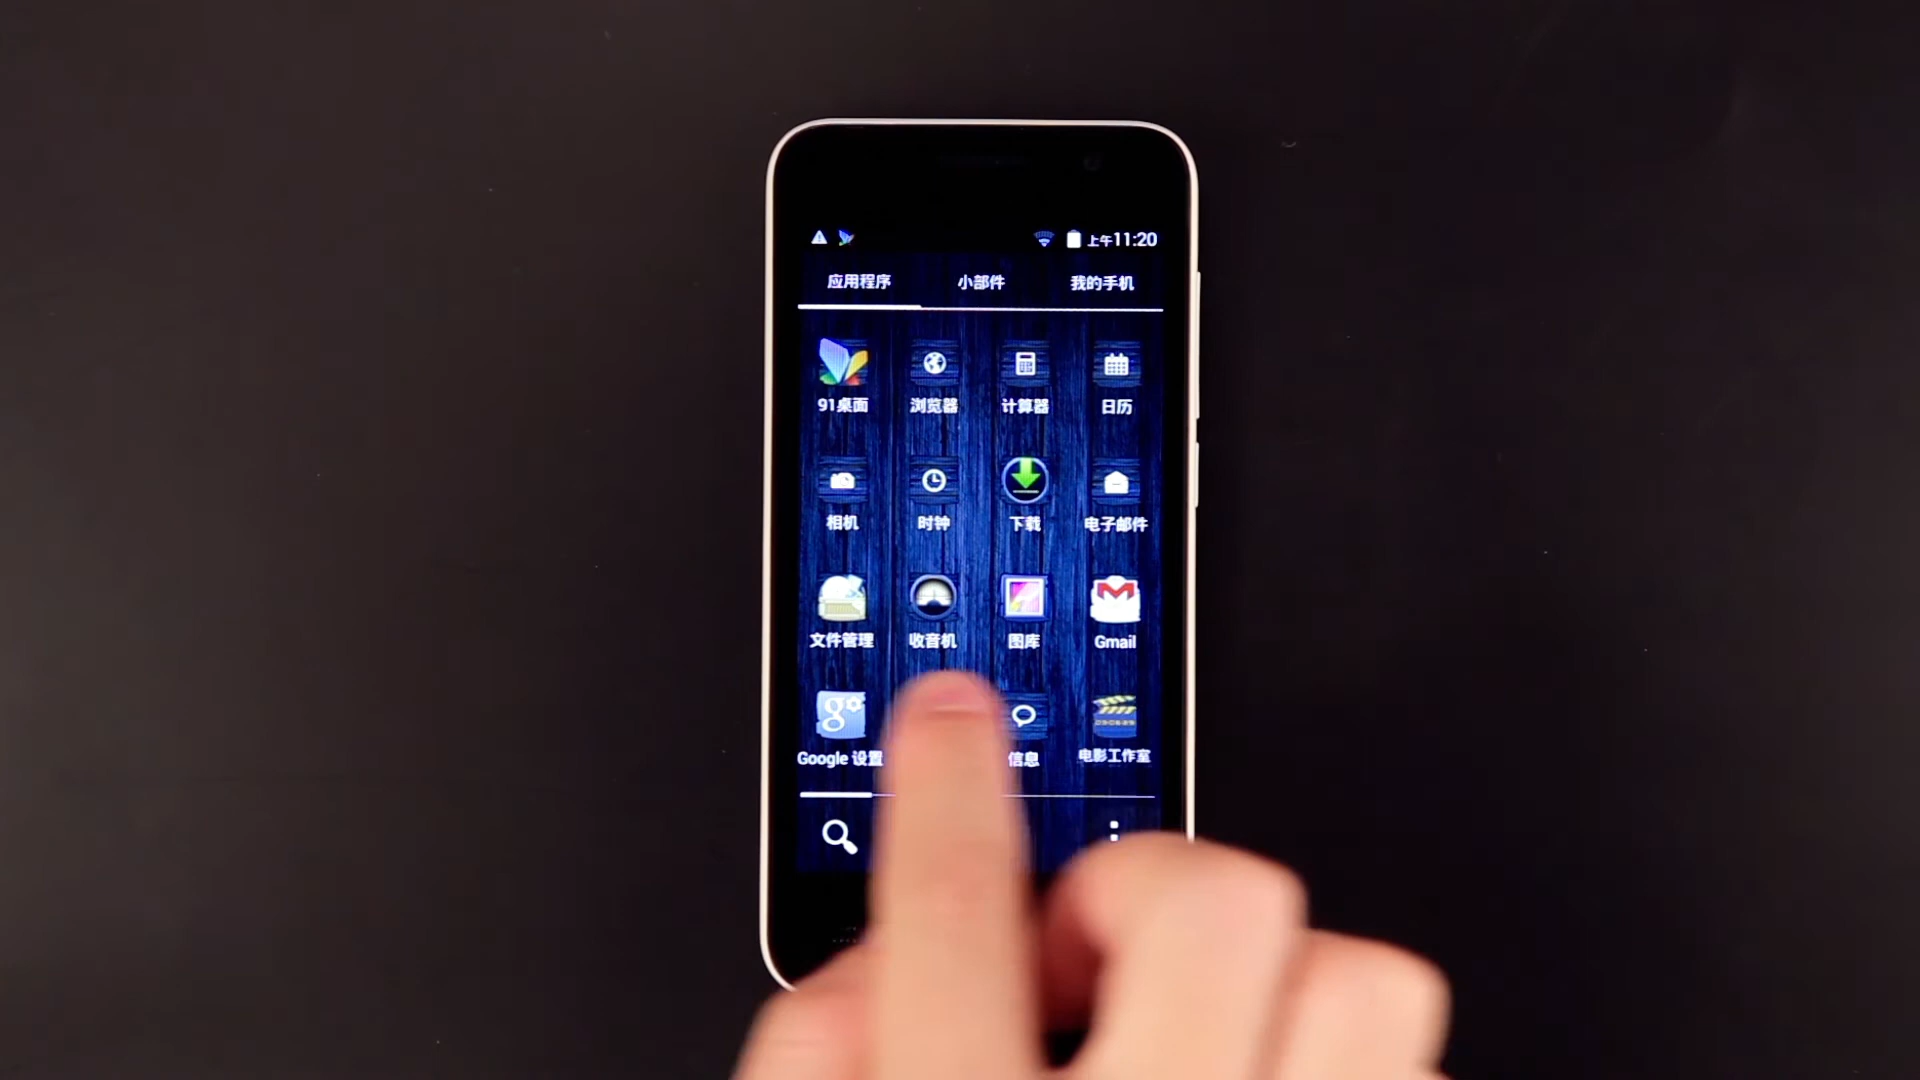 上午11:20
应用程序 小部件 我的手机
91桌面 浏览器 计算器 日历
相机 时钟 下载 电子邮件
文件管理 收音机 图库 Gmail
Google 设置 信息 电影工作室